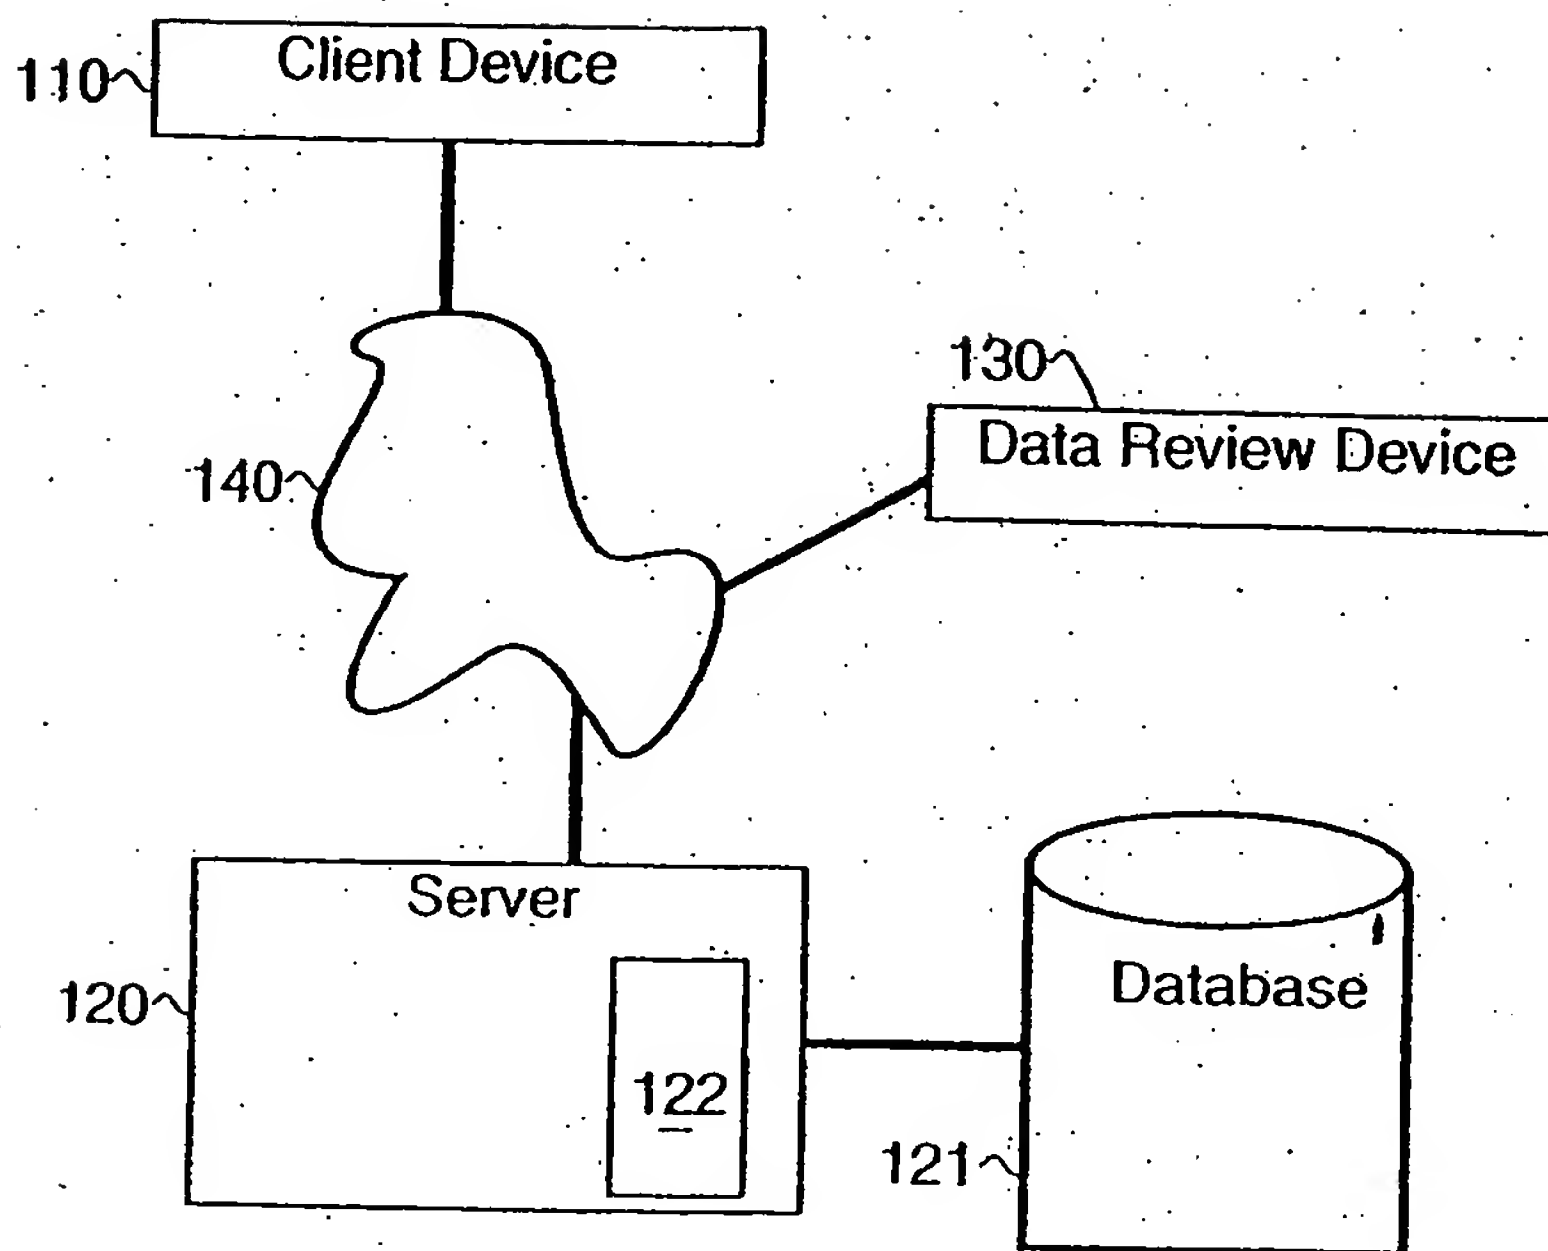 Client Device
110
130
Data Review Device
140
Server
120
122
Database
121